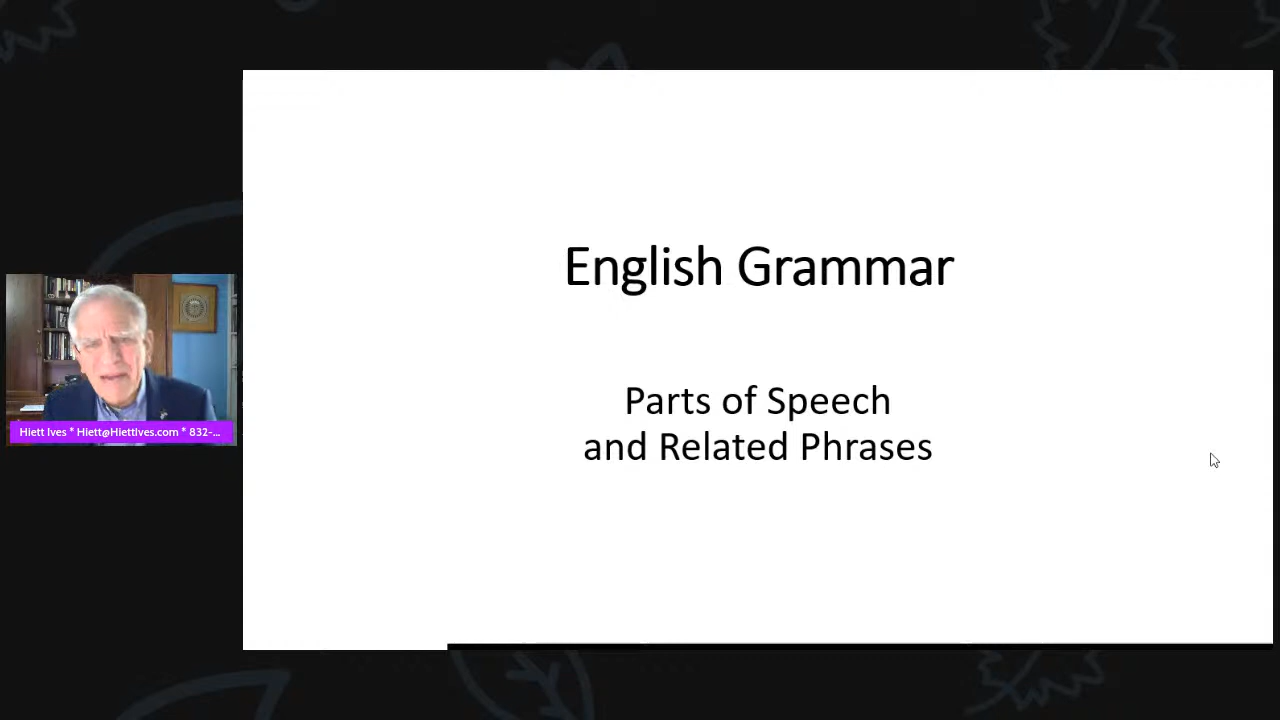 English Grammar
Parts of Speech
and Related Phrases
Hiett Ives * Hiett@HiettIves.com * 832-...